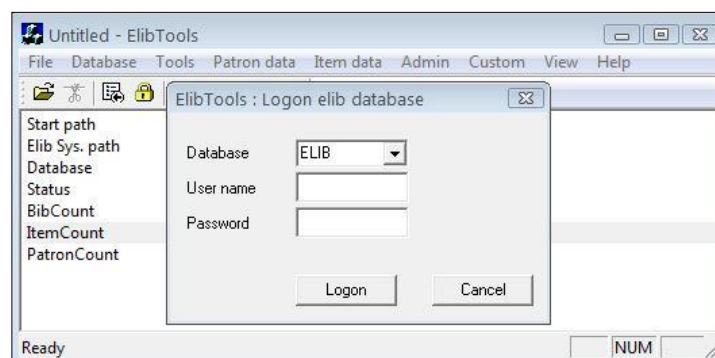 Untitled - ElibTools
File Database Tools Patron data Item data Admin Custom View Help
ElibTools : Logon elib database
Start path
Elib Sys. path
Database
Status
BibCount
ItemCount
PatronCount
Database ELIB
User name
Password
Logon Cancel
Ready NUM